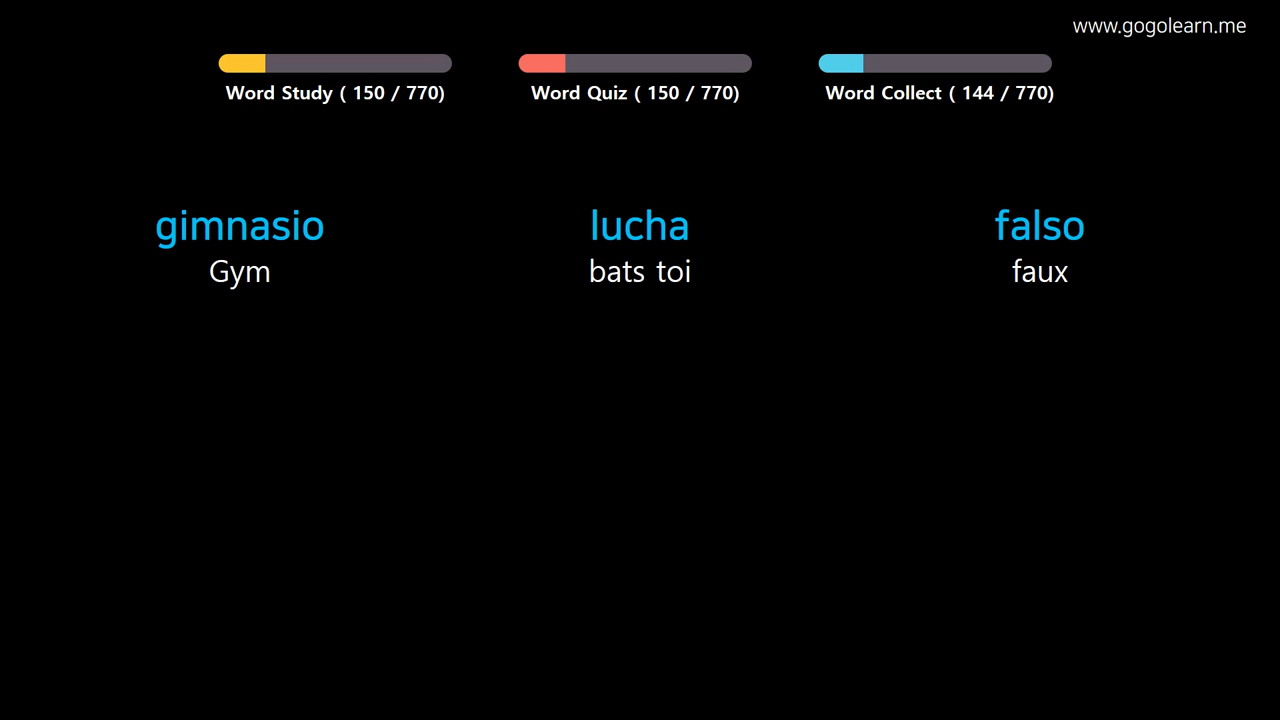 www.gogolearn.me
Word Study ( 150 / 770)
Word Quiz ( 150 / 770)
Word Collect ( 144 / 770)
gimnasio
Gym
lucha
bats toi
falso
faux